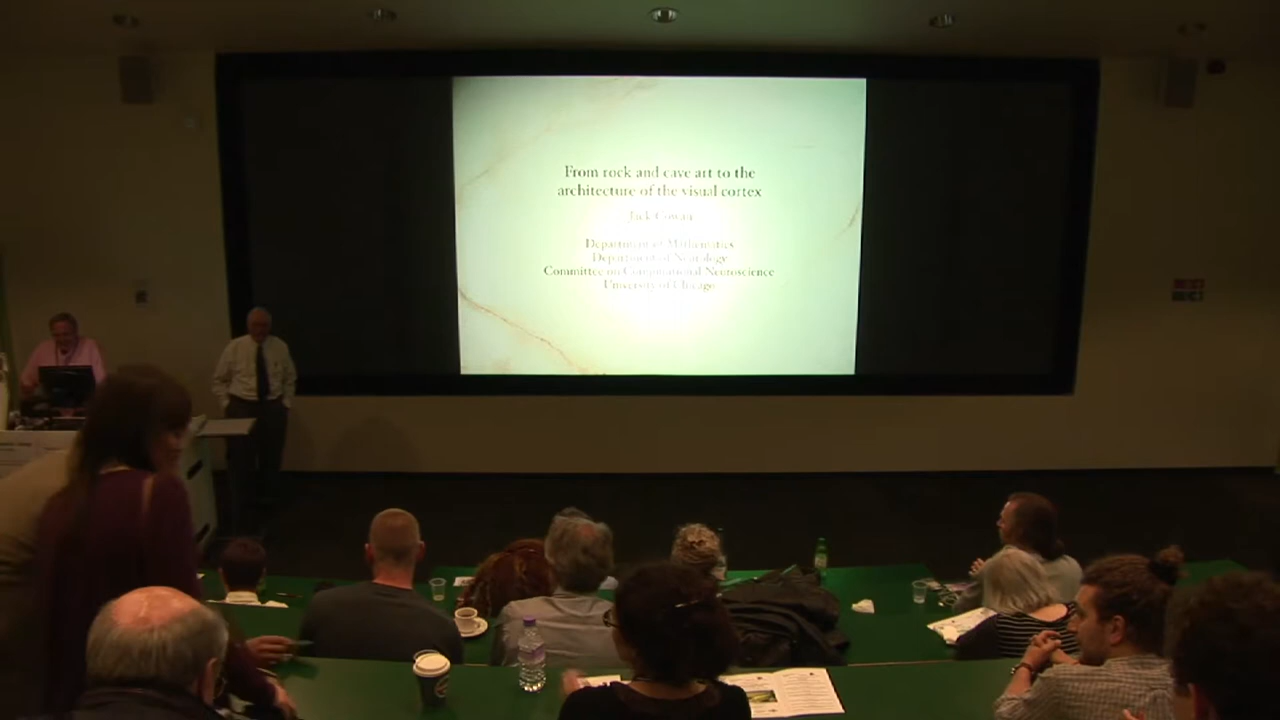 From rock and cave art to the
architecture of the visual cortex
Jack Cowan
Department of Mathematics
Department of Neurology
Committee on Computational Neuroscience
University of Chicago